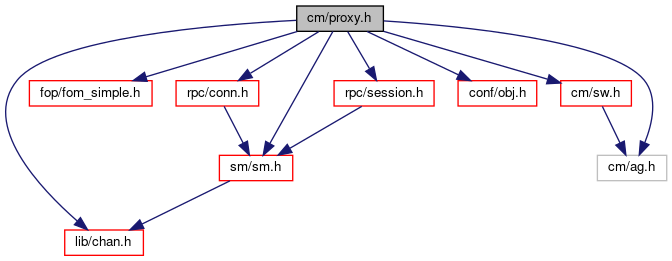 cm/proxy.h
fop/fom_simple.h
rpc/conn.h
rpc/session.h
conf/obj.h
cm/sw.h
sm/sm.h
cm/ag.h
lib/chan.h